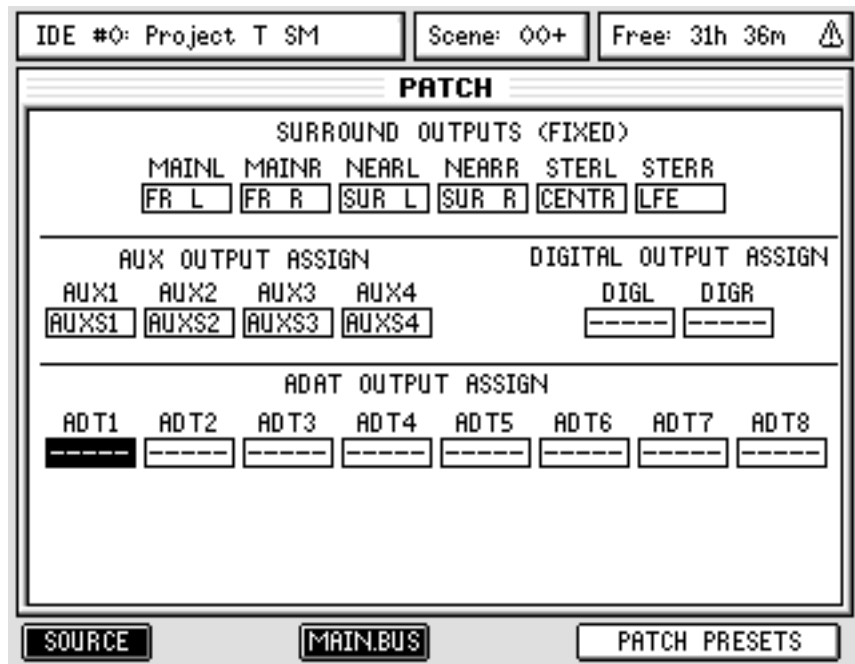 IDE #0: Project T SM Scene: 00+ Free: 31h 36m
PATCH
SURROUND OUTPUTS (FIXED)
MAINL MAINR NEARL NEARR STERL STERR
FR L FR R SUR L SUR R CENTR LFE
AUX OUTPUT ASSIGN DIGITAL OUTPUT ASSIGN
AUX1 AUX2 AUX3 AUX4 DIGL DIGR
AUXS1 AUXS2 AUXS3 AUXS4 ----- -----
ADAT OUTPUT ASSIGN
ADT1 ADT2 ADT3 ADT4 ADT5 ADT6 ADT7 ADT8
----- ----- ----- ----- ----- ----- ----- -----
SOURCE MAIN.BUS PATCH PRESETS